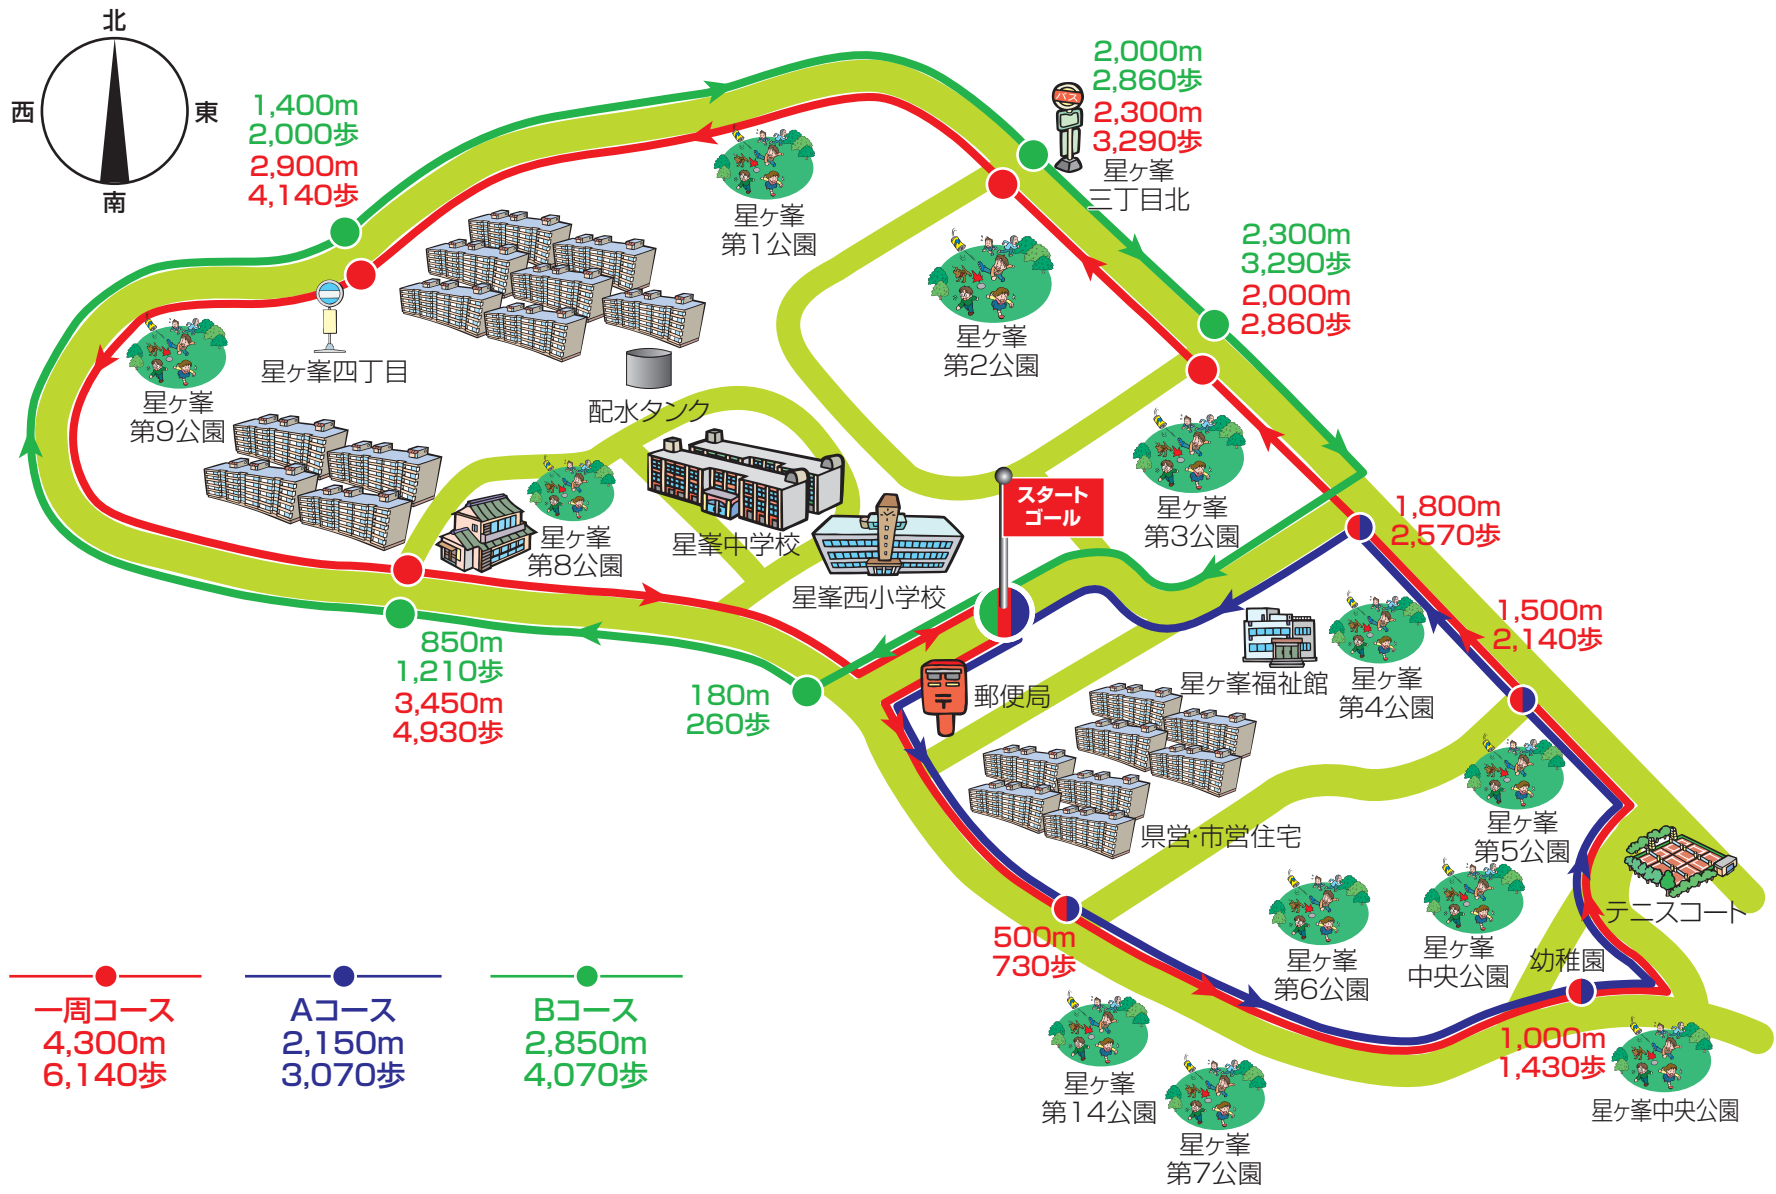 北
西
東
南
1,400m
2,000歩
2,900m
4,140歩
2,000m
2,860歩
バス
2,300m
3,290歩
星ヶ峯
三丁目北
星ヶ峯
第1公園
2,300m
3,290歩
2,000m
2,860歩
星ヶ峯
第2公園
星ヶ峯四丁目
星ヶ峯
第9公園
配水タンク
スタート
ゴール
星ヶ峯
第3公園
1,800m
2,570歩
星峯中学校
星ヶ峯
第8公園
星峯西小学校
850m
1,210歩
3,450m
4,930歩
180m
260歩
〒
郵便局
星ヶ峯福祉館
星ヶ峯
第4公園
1,500m
2,140歩
県営・市営住宅
星ヶ峯
第5公園
テニスコート
500m
730歩
星ヶ峯
第6公園
星ヶ峯
中央公園
幼稚園
1,000m
1,430歩
星ヶ峯
第14公園
星ヶ峯
第7公園
星ヶ峯中央公園
一周コース
4,300m
6,140歩
Aコース
2,150m
3,070歩
Bコース
2,850m
4,070歩